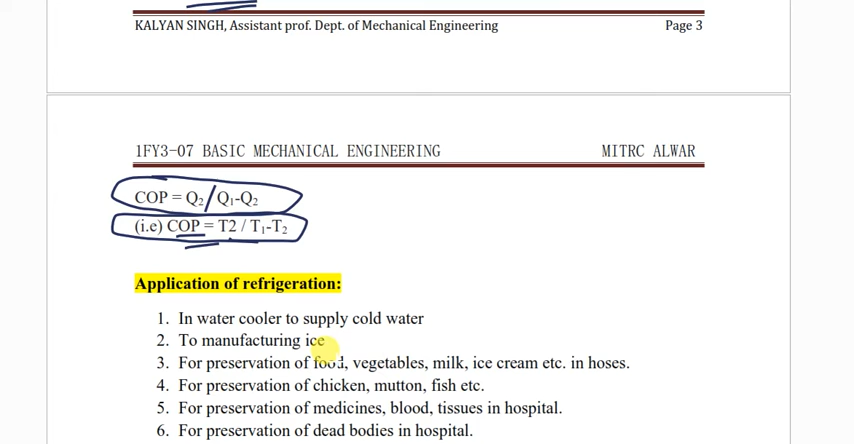 KALYAN SINGH, Assistant prof. Dept. of Mechanical Engineering Page 3
1FY3-07 BASIC MECHANICAL ENGINEERING MITRC ALWAR
COP = Q2/Q1-Q2
(i.e) COP = T2 / T1-T2
Application of refrigeration:
1. In water cooler to supply cold water
2. To manufacturing ice
3. For preservation of food, vegetables, milk, ice cream etc. in hoses.
4. For preservation of chicken, mutton, fish etc.
5. For preservation of medicines, blood, tissues in hospital.
6. For preservation of dead bodies in hospital.